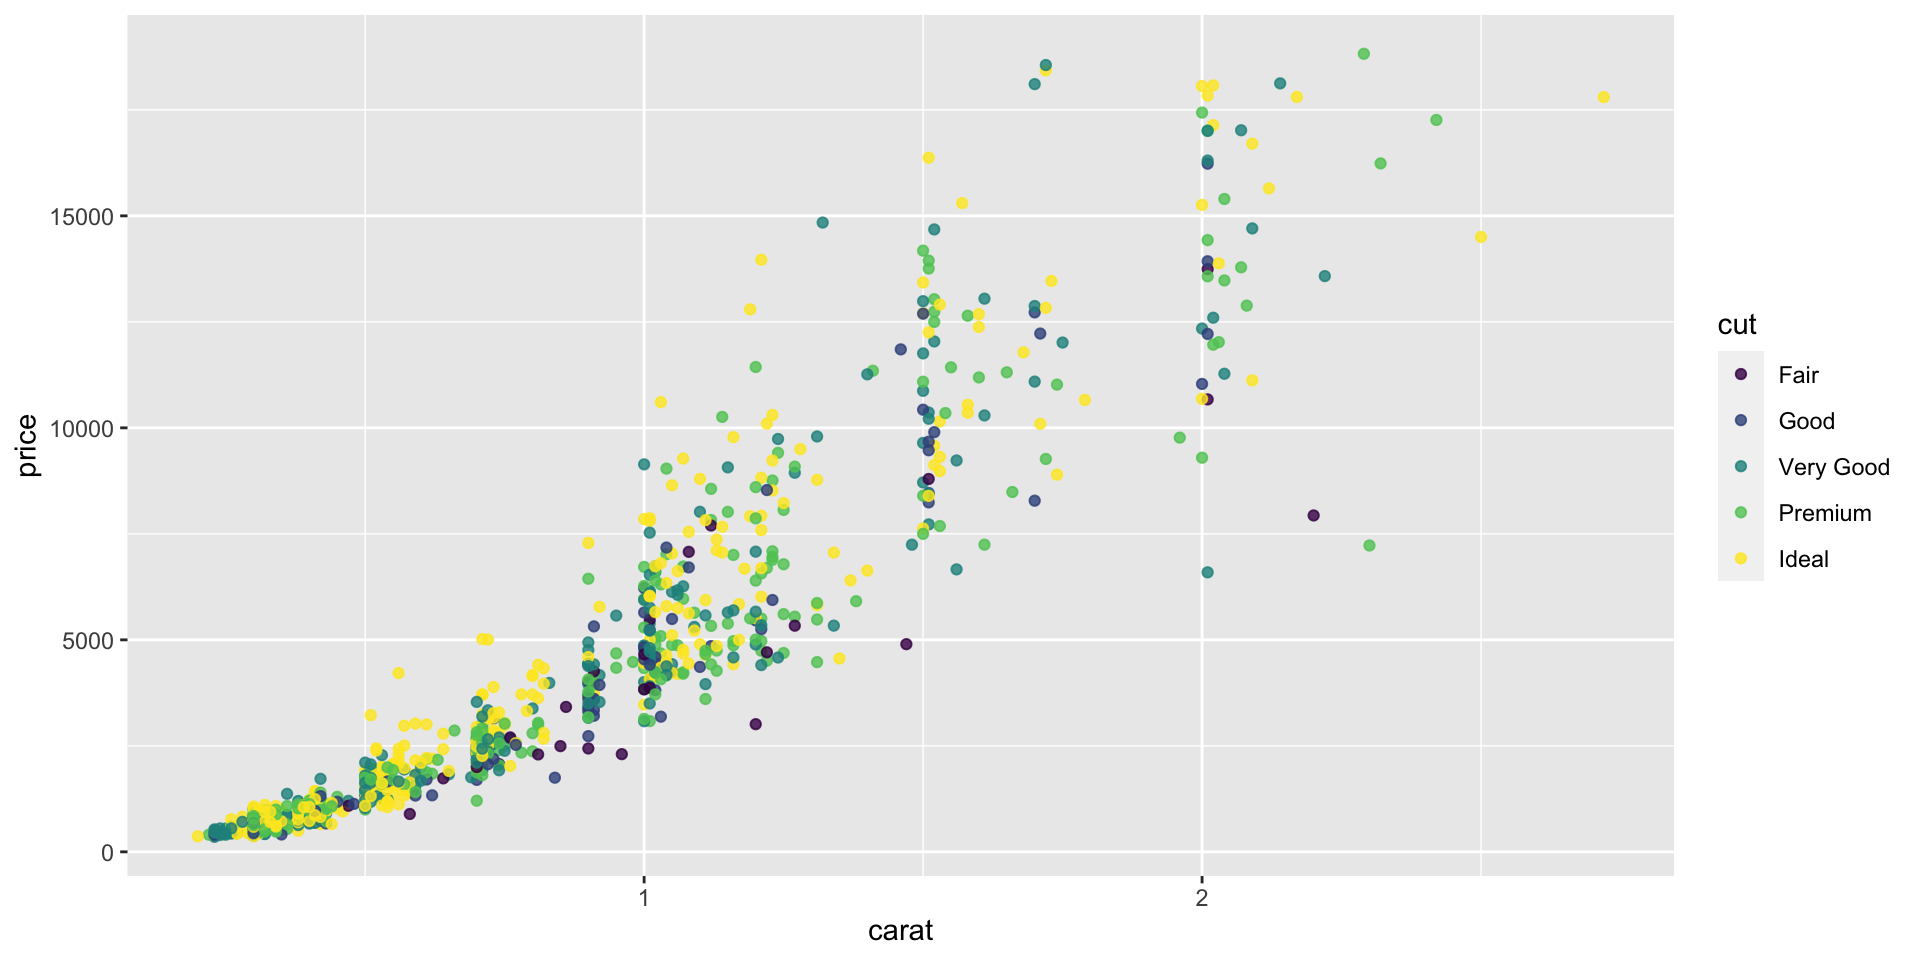 price
15000
10000
5000
0
1
2
carat
cut
Fair
Good
Very Good
Premium
Ideal